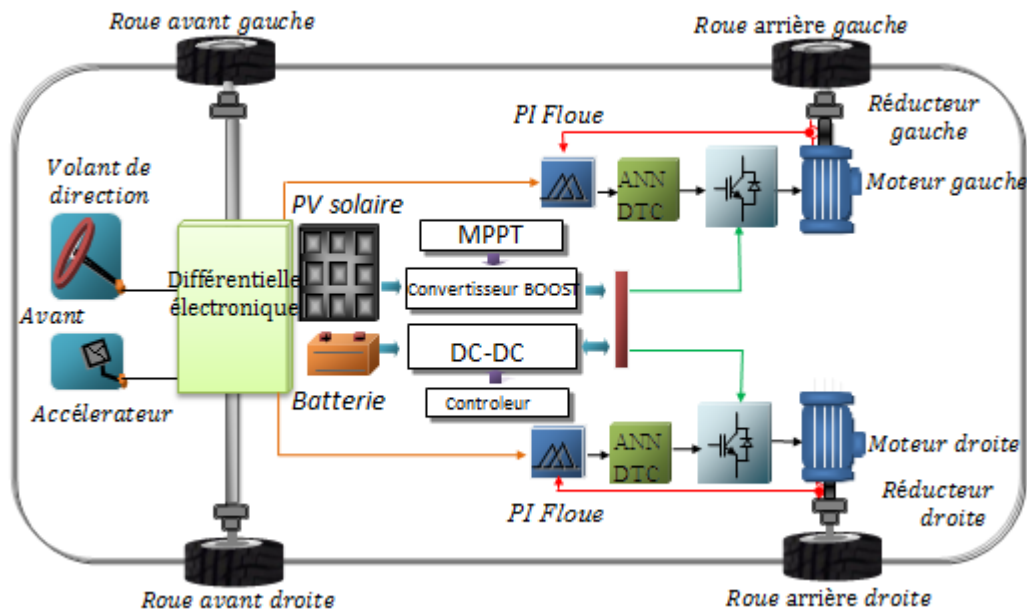 Roue avant gauche
Roue arrière gauche
Réducteur
gauche
PI Floue
Volant de
direction
ANN
DTC
Moteur gauche
PV solaire
MPPT
Différentielle
électronique
Convertisseur BOOST
Avant
DC-DC
Batterie
Controleur
Accélerateur
ANN
DTC
Moteur droite
PI Floue
Réducteur
droite
Roue avant droite
Roue arrière droite